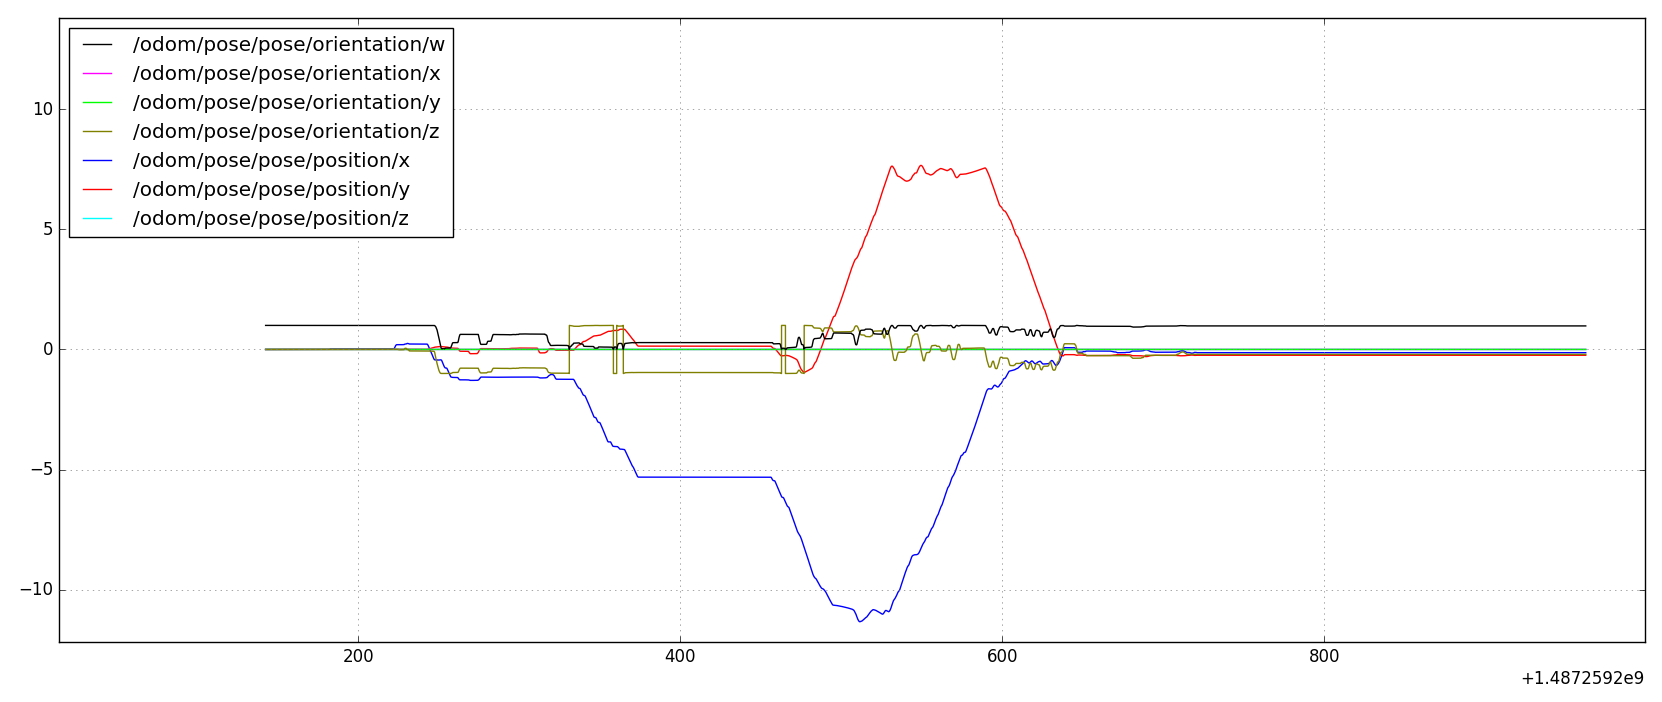 /odom/pose/pose/orientation/w
/odom/pose/pose/orientation/x
/odom/pose/pose/orientation/y
/odom/pose/pose/orientation/z
/odom/pose/pose/position/x
/odom/pose/pose/position/y
/odom/pose/pose/position/z
10
5
0
−5
−10
200 400 600 800
+1.4872592e9